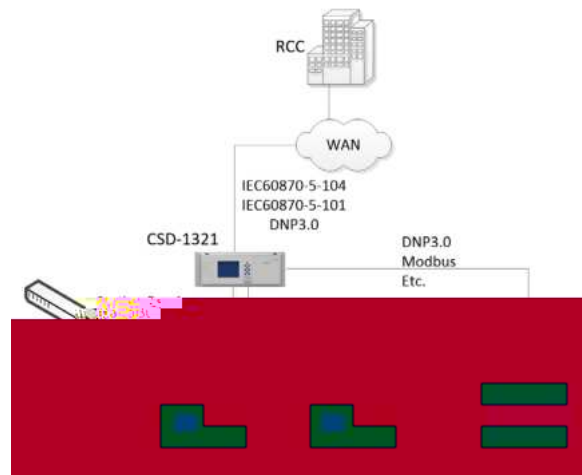 RCC
WAN
IEC60870-5-104
IEC60870-5-101
DNP3.0
CSD-1321
DNP3.0
Modbus
Etc.